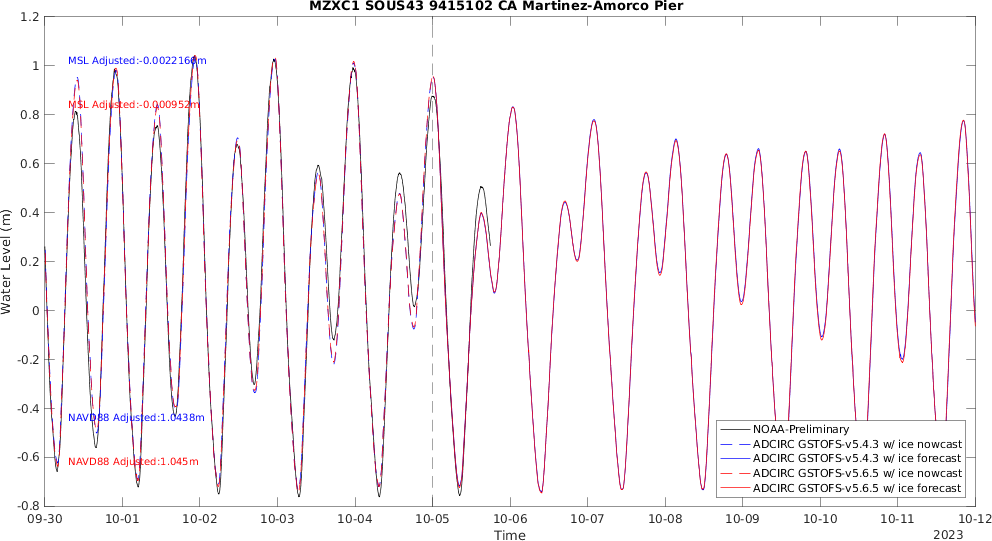 MZXC1 SOUS43 9415102 CA Martinez-Amorco Pier
1.2
1
0.8
0.6
0.4
0.2
0
-0.2
-0.4
-0.6
-0.8
Water Level (m)
MSL Adjusted:-0.0022166m
MSL Adjusted:-0.000952m
NAVD88 Adjusted:1.0438m
NAVD88 Adjusted:1.045m
NOAA-Preliminary
ADCIRC GSTOFS-v5.4.3 w/ ice nowcast
ADCIRC GSTOFS-v5.4.3 w/ ice forecast
ADCIRC GSTOFS-v5.6.5 w/ ice nowcast
ADCIRC GSTOFS-v5.6.5 w/ ice forecast
09-30 10-01 10-02 10-03 10-04 10-05 10-06 10-07 10-08 10-09 10-10 10-11 10-12
Time
2023